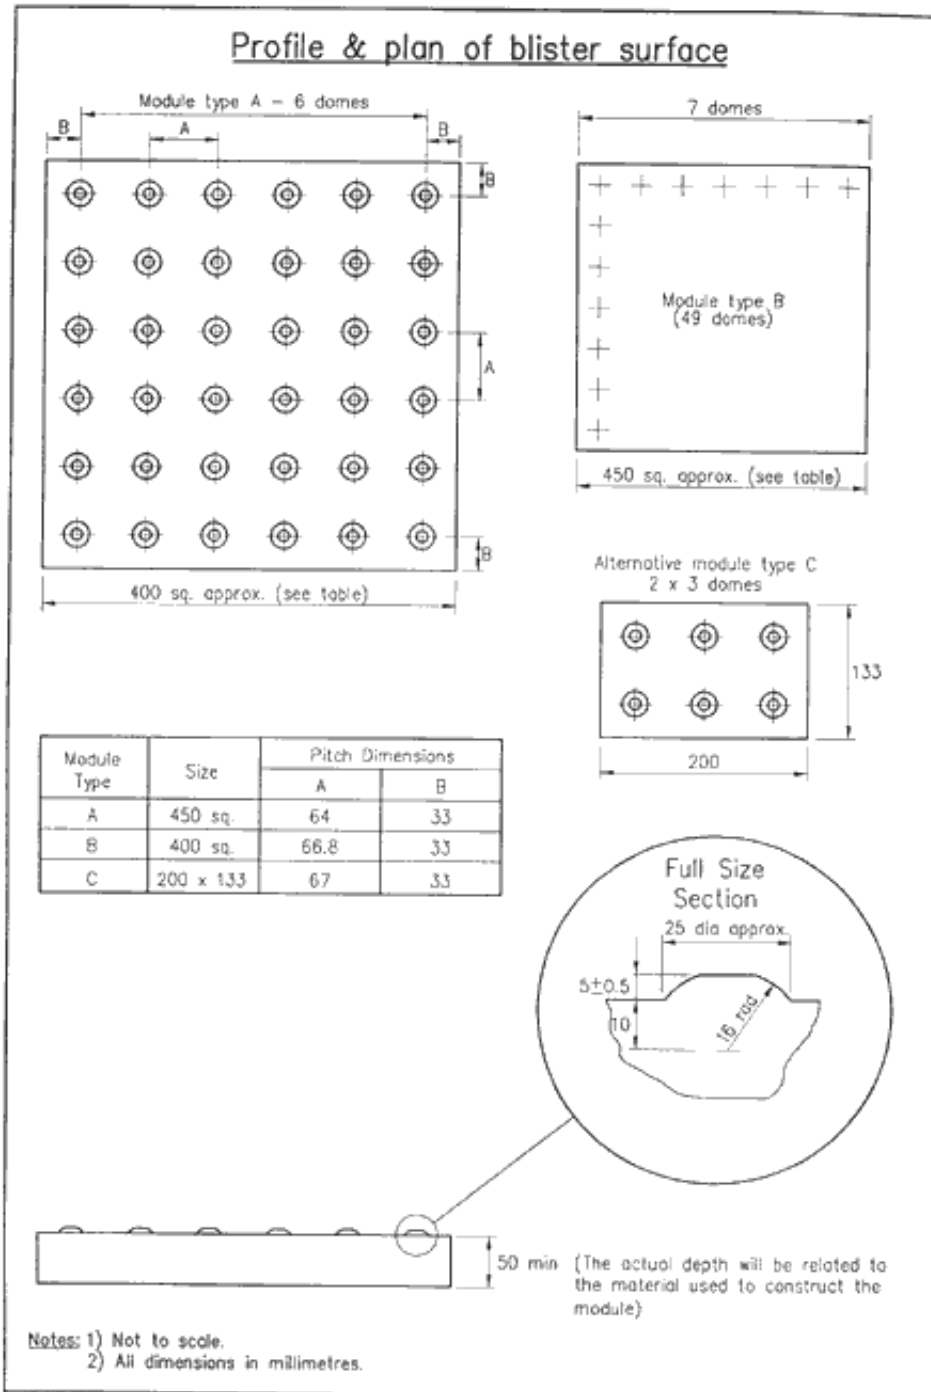 Profile & plan of blister surface
Module type A - 6 domes
B
A
B
B
A
B
400 sq. approx. (see table)
7 domes
Module type B
(49 domes)
450 sq. approx. (see table)
Alternative module type C
2 x 3 domes
133
200
Module Type
Size
Pitch Dimensions
A
B
A 450 sq. 64 33
B 400 sq. 66.8 33
C 200 x 133 67 33
Full Size
Section
25 dia approx.
5±0.5
10
16 rad
50 min (The actual depth will be related to
the material used to construct the
module)
Notes: 1) Not to scale.
2) All dimensions in millimetres.